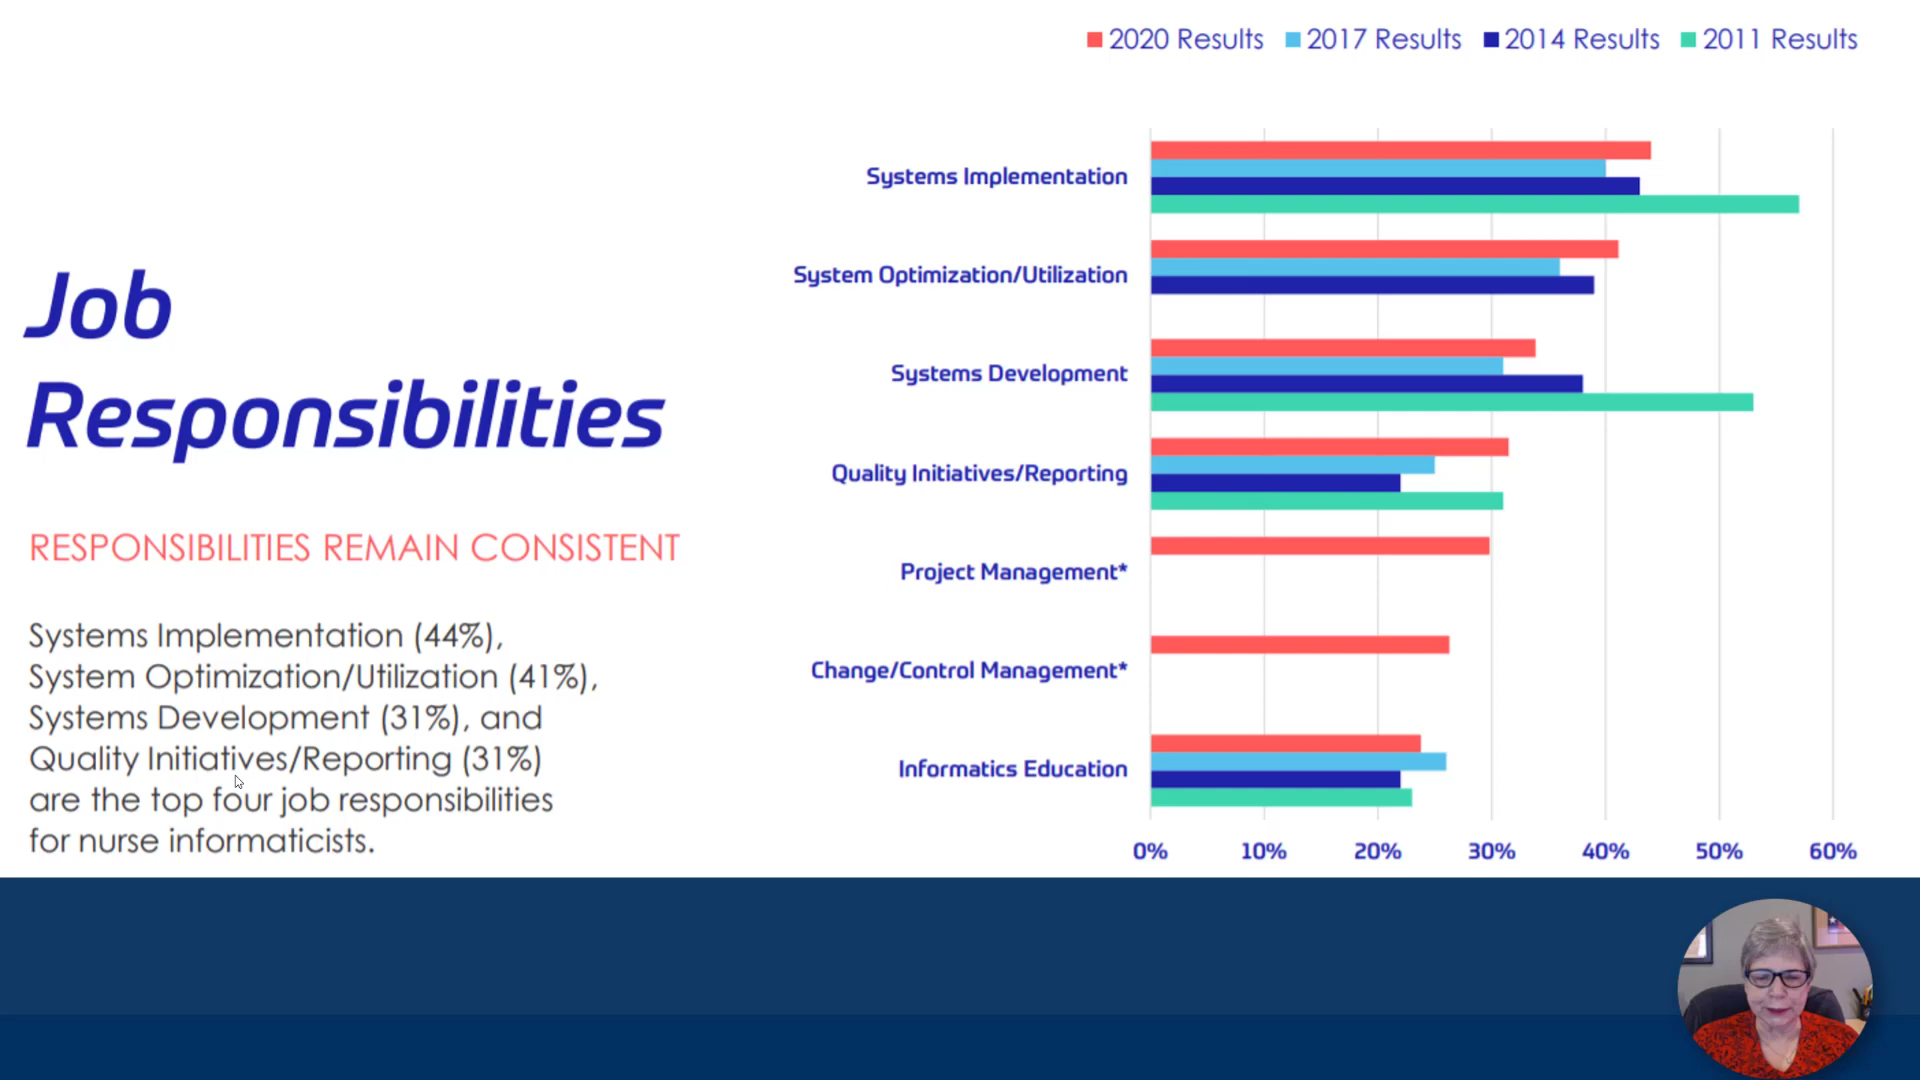 2020 Results 2017 Results 2014 Results 2011 Results
Job
Responsibilities
RESPONSIBILITIES REMAIN CONSISTENT
Systems Implementation (44%),
System Optimization/Utilization (41%),
Systems Development (31%), and
Quality Initiatives/Reporting (31%)
are the top four job responsibilities
for nurse informaticists.
Systems Implementation
System Optimization/Utilization
Systems Development
Quality Initiatives/Reporting
Project Management*
Change/Control Management*
Informatics Education
0% 10% 20% 30% 40% 50% 60%